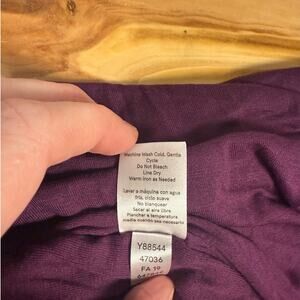 Machine Wash Cold, Gentle
Cycle
Do Not Bleach
Line Dry
Warm Iron as Needed
Lavar a máquina con agua
fría, ciclo suave
No blanquear
Secar al aire libre
Planchar a temperatura
media cuando sea necesario
Y88544
47036
FA 19